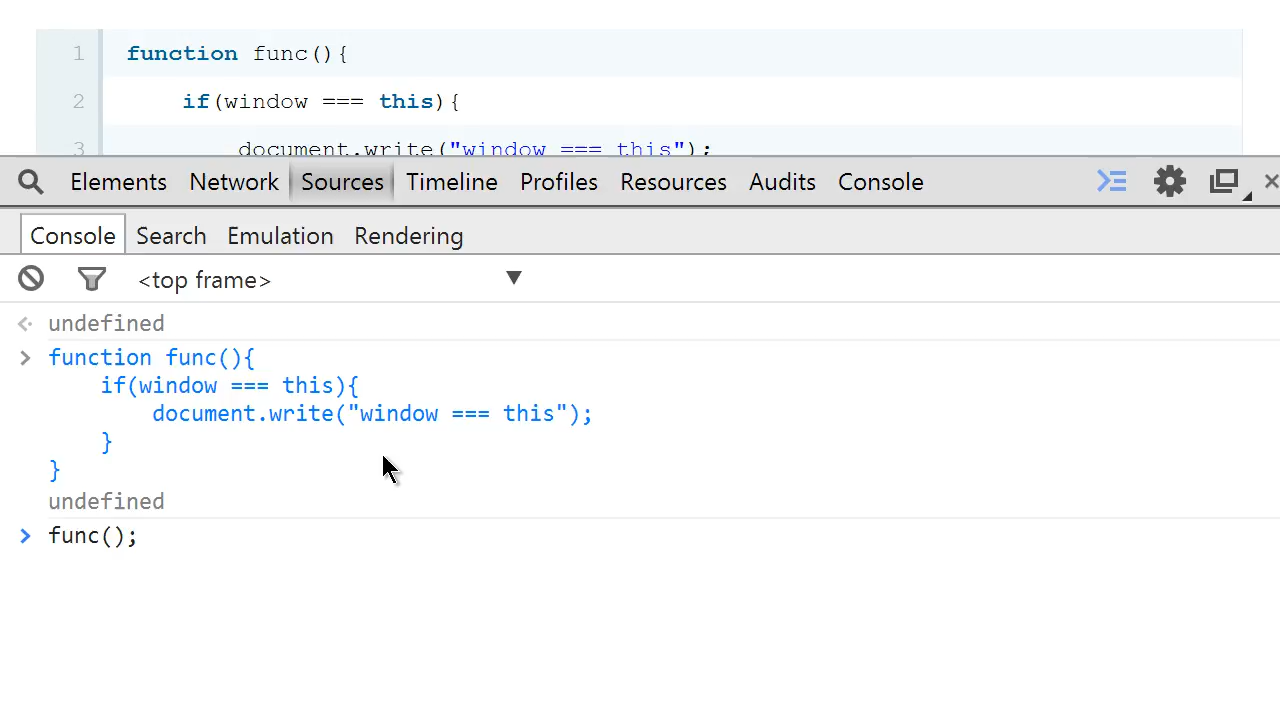 1 function func(){
2 if(window === this){
3 document.write("window === this");
Elements Network Sources Timeline Profiles Resources Audits Console
Console Search Emulation Rendering
<top frame>
undefined
function func(){
if(window === this){
document.write("window === this");
}
}
undefined
func();